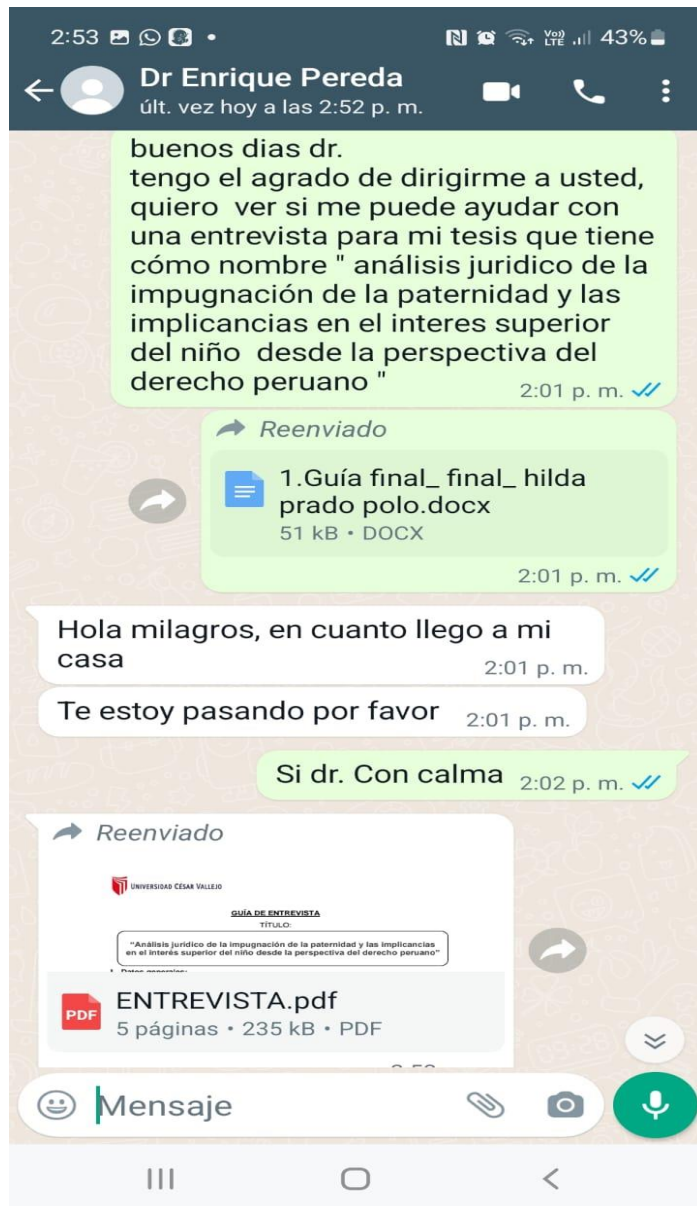 2:53
Vo)) LTE 43%
Dr Enrique Pereda
últ. vez hoy a las 2:52 p. m.
buenos dias dr.
tengo el agrado de dirigirme a usted,
quiero ver si me puede ayudar con
una entrevista para mi tesis que tiene
cómo nombre " análisis juridico de la
impugnación de la paternidad y las
implicancias en el interes superior
del niño desde la perspectiva del
derecho peruano "
2:01 p. m.
Reenviado
1.Guía final_ final_ hilda
prado polo.docx
51 kB • DOCX
2:01 p. m.
Hola milagros, en cuanto llego a mi
casa
2:01 p. m.
Te estoy pasando por favor 2:01 p. m.
Si dr. Con calma 2:02 p. m.
Reenviado
UNIVERSIDAD CÉSAR VALLEJO
GUÍA DE ENTREVISTA
TÍTULO:
"Análisis juridico de la impugnación de la paternidad y las implicancias
en el interés superior del niño desde la perspectiva del derecho peruano"
PDF
ENTREVISTA.pdf
5 páginas • 235 kB • PDF
Mensaje